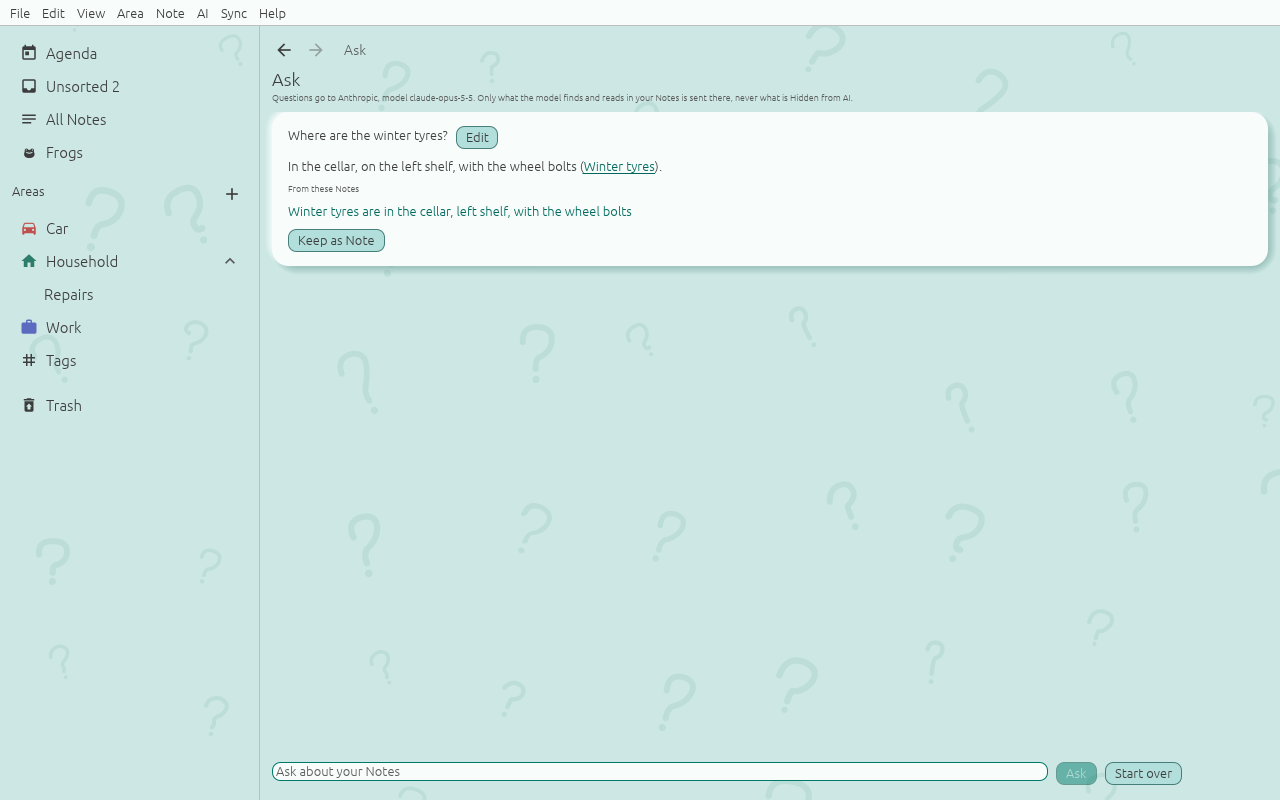 File Edit View Area Note AI Sync Help
Agenda
Unsorted 2
All Notes
Frogs
Areas
Car
Household
Repairs
Work
Tags
Trash
Ask
Ask
Questions go to Anthropic, model claude-opus-5-5. Only what the model finds and reads in your Notes is sent there, never what is Hidden from AI.
Where are the winter tyres? Edit
In the cellar, on the left shelf, with the wheel bolts (Winter tyres).
From these Notes
Winter tyres are in the cellar, left shelf, with the wheel bolts
Keep as Note
Ask about your Notes Ask Start over